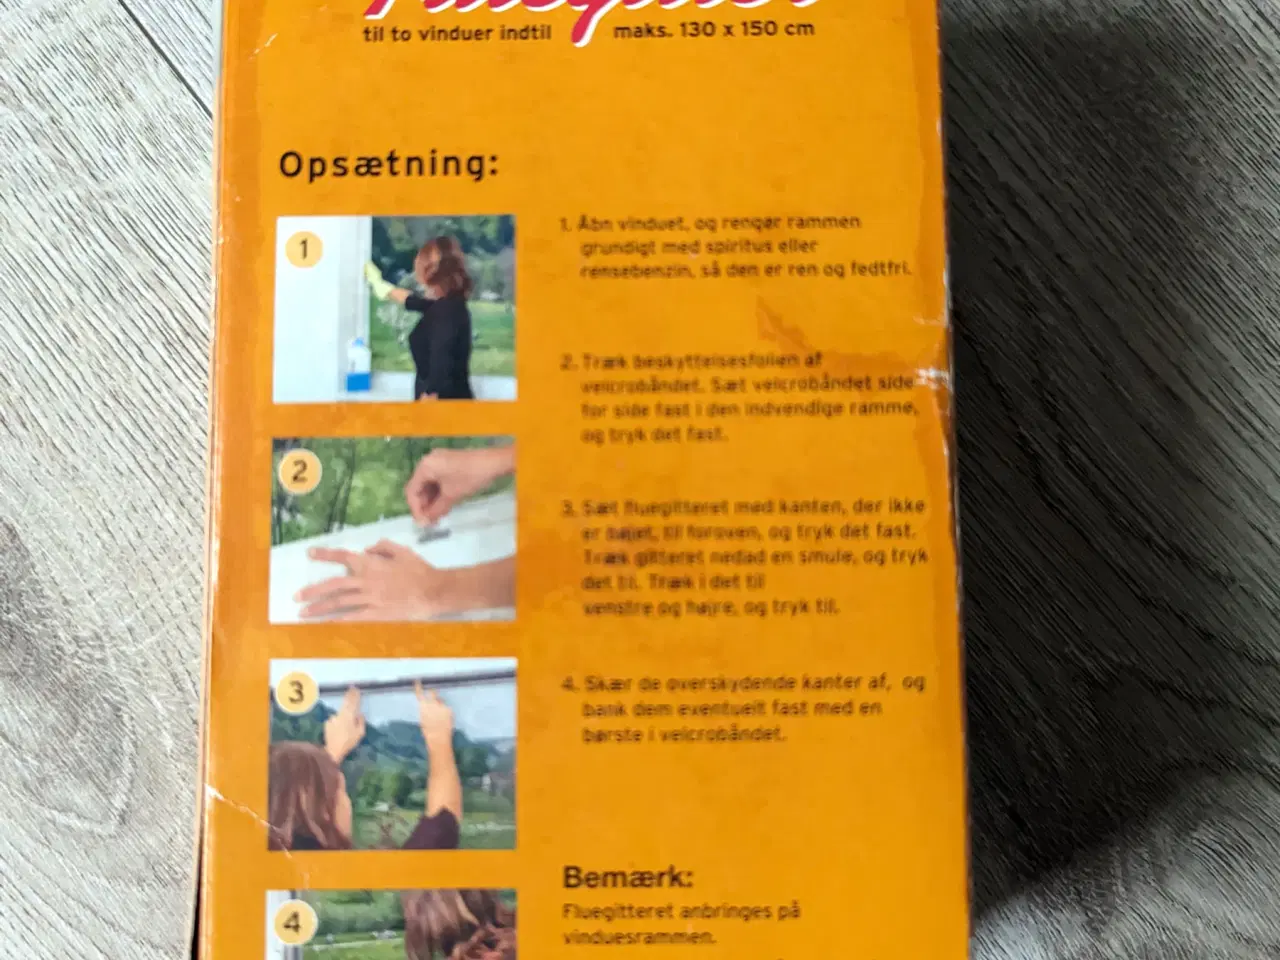 til to vinduer indtil maks. 130 x 150 cm
Opsætning:
1
1. Åbn vinduet, og rengør rammen
grundigt med spiritus eller
rensebenzin, så den er ren og fedtfri.
2
2. Træk beskyttelsesfolien af
velcrobåndet. Sæt velcrobåndet side
for side fast i den indvendige ramme,
og tryk det fast.
3. Sæt fluegitteret med kanten, der ikke
er bøjet, til foroven, og tryk det fast.
Træk gitteret nedad en smule, og tryk
det til. Træk i det til
venstre og højre, og tryk til.
3
4. Skær de overskydende kanter af, og
bank dem eventuelt fast med en
børste i velcrobåndet.
4
Bemærk:
Fluegitteret anbringes på
vinduesrammen.